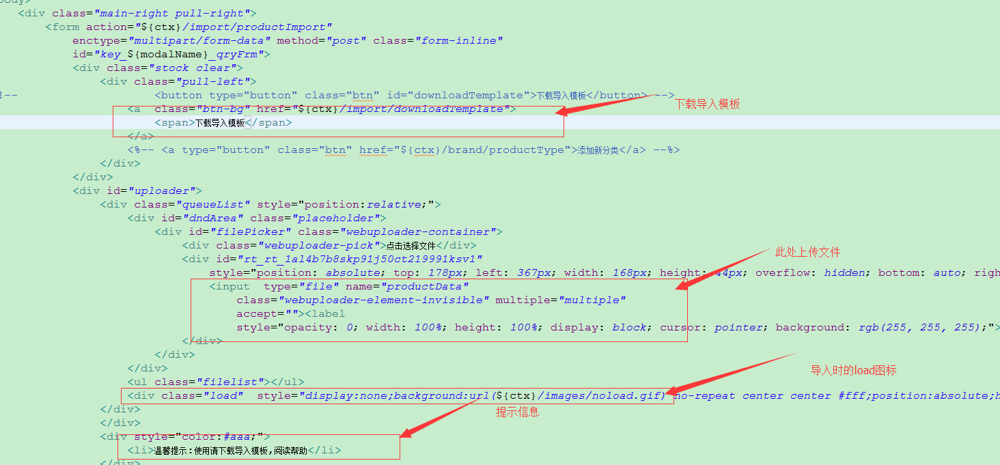 body>
<div class="main-right pull-right">
<form action="${ctx}/import/productImport"
enctype="multipart/form-data" method="post" class="form-inline"
id="key_${modalName}_qryFrm">
<div class="stock clear">
<div class="pull-left">
!-- <button type="button" class="btn" id="downloadTemplate">下载导入模板</button> -->
下载导入模板
<a class="btn-bg" href="${ctx}/import/downloadTemplate">
<span>下载导入模板</span>
</a>
<%-- <a type="button" class="btn" href="${ctx}/brand/productType">添加新分类</a> --%>
</div>
</div>
<div id="uploader">
<div class="queueList" style="position:relative;">
<div id="dndArea" class="placeholder">
<div id="filePicker" class="webuploader-container">
<div class="webuploader-pick">点击选择文件</div>
此处上传文件
<div id="rt_rt_1al4b7b8skp91j50ct219991ksv1"
style="position: absolute; top: 178px; left: 367px; width: 168px; height: 44px; overflow: hidden; bottom: auto; righ
<input type="file" name="productData"
class="webuploader-element-invisible" multiple="multiple"
accept=""><label
style="opacity: 0; width: 100%; height: 100%; display: block; cursor: pointer; background: rgb(255, 255, 255);">
</div>
</div>
</div>
导入时的load图标
<ul class="filelist"></ul>
<div class="load" style="display:none;background:url(${ctx}/images/noload.gif) no-repeat center center #fff;position:absolute;h
</div>
提示信息
</div>
<div style="color:#aaa;">
<li>温馨提示:使用请下载导入模板,阅读帮助</li>
</div>